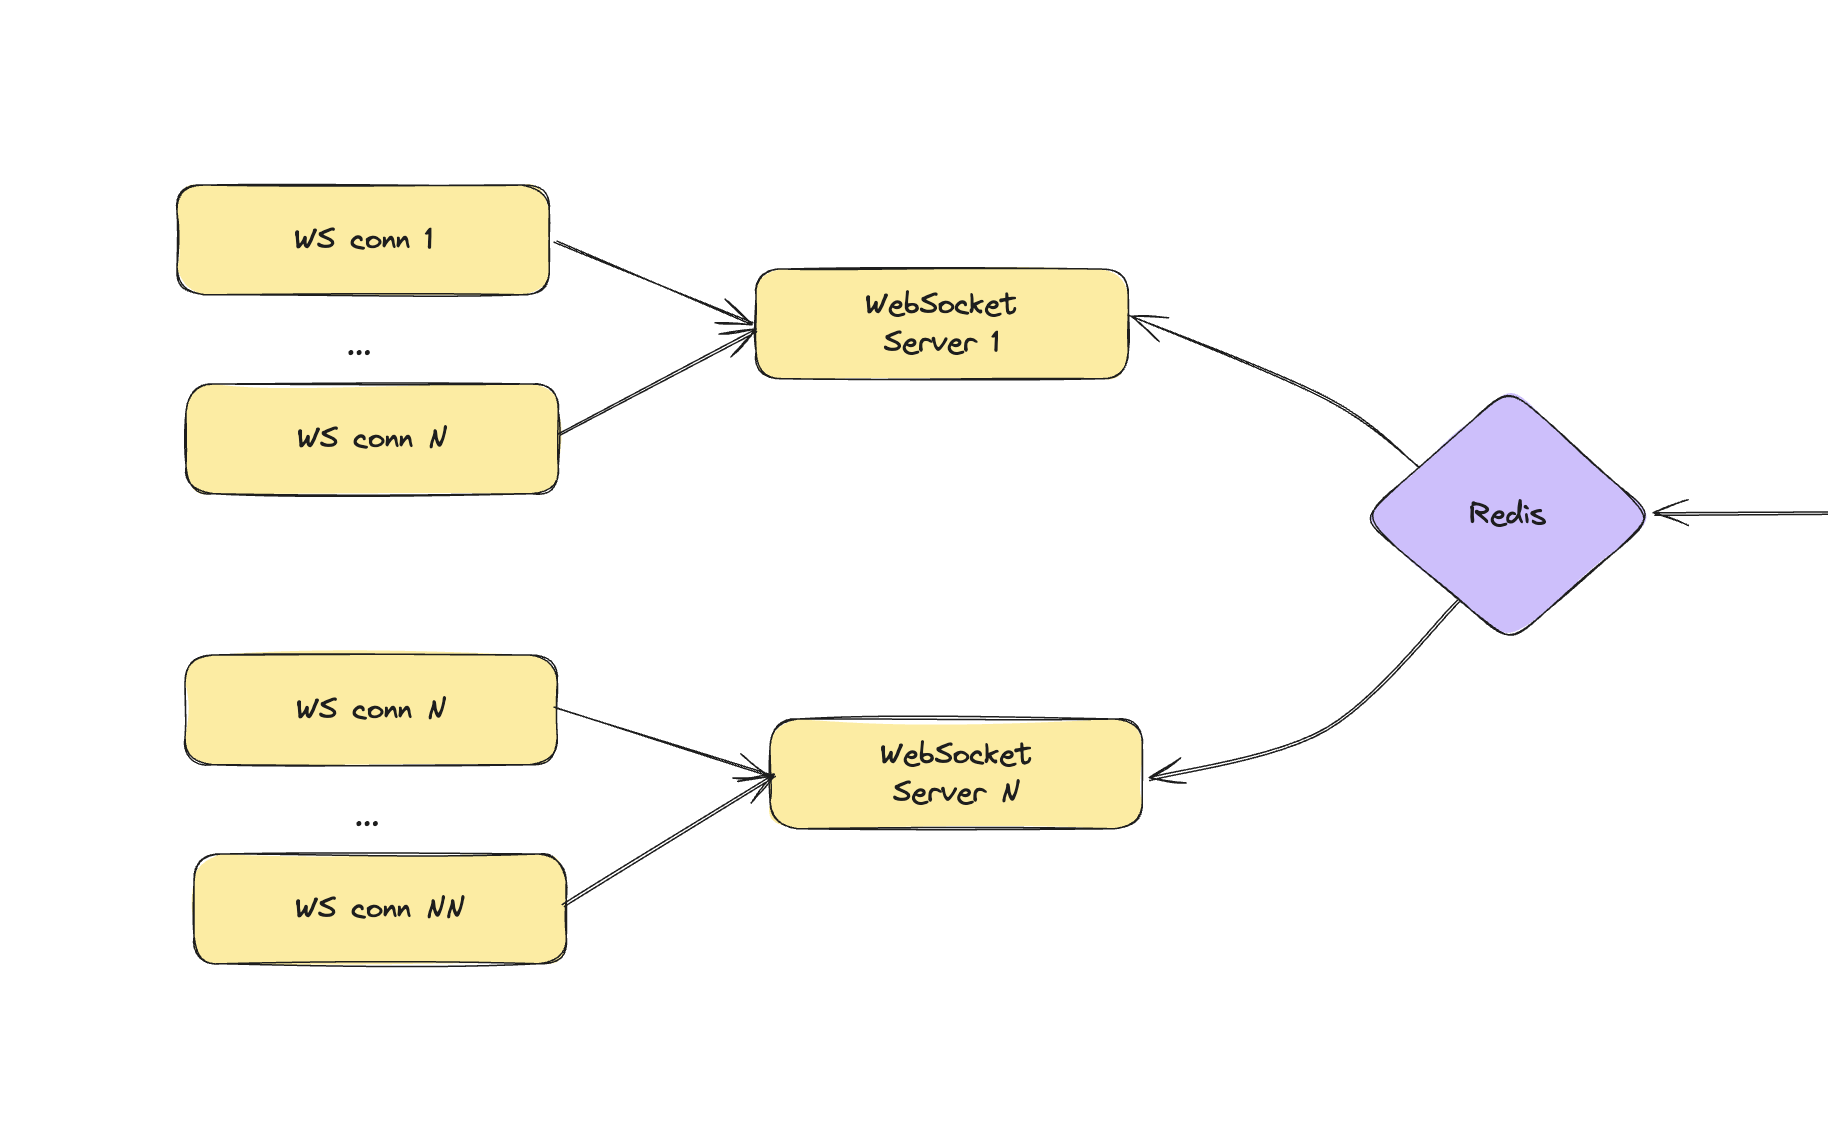 WS conn 1
...
WS conn N
WebSocket
Server 1
Redis
WS conn N
...
WS conn NN
WebSocket
Server N